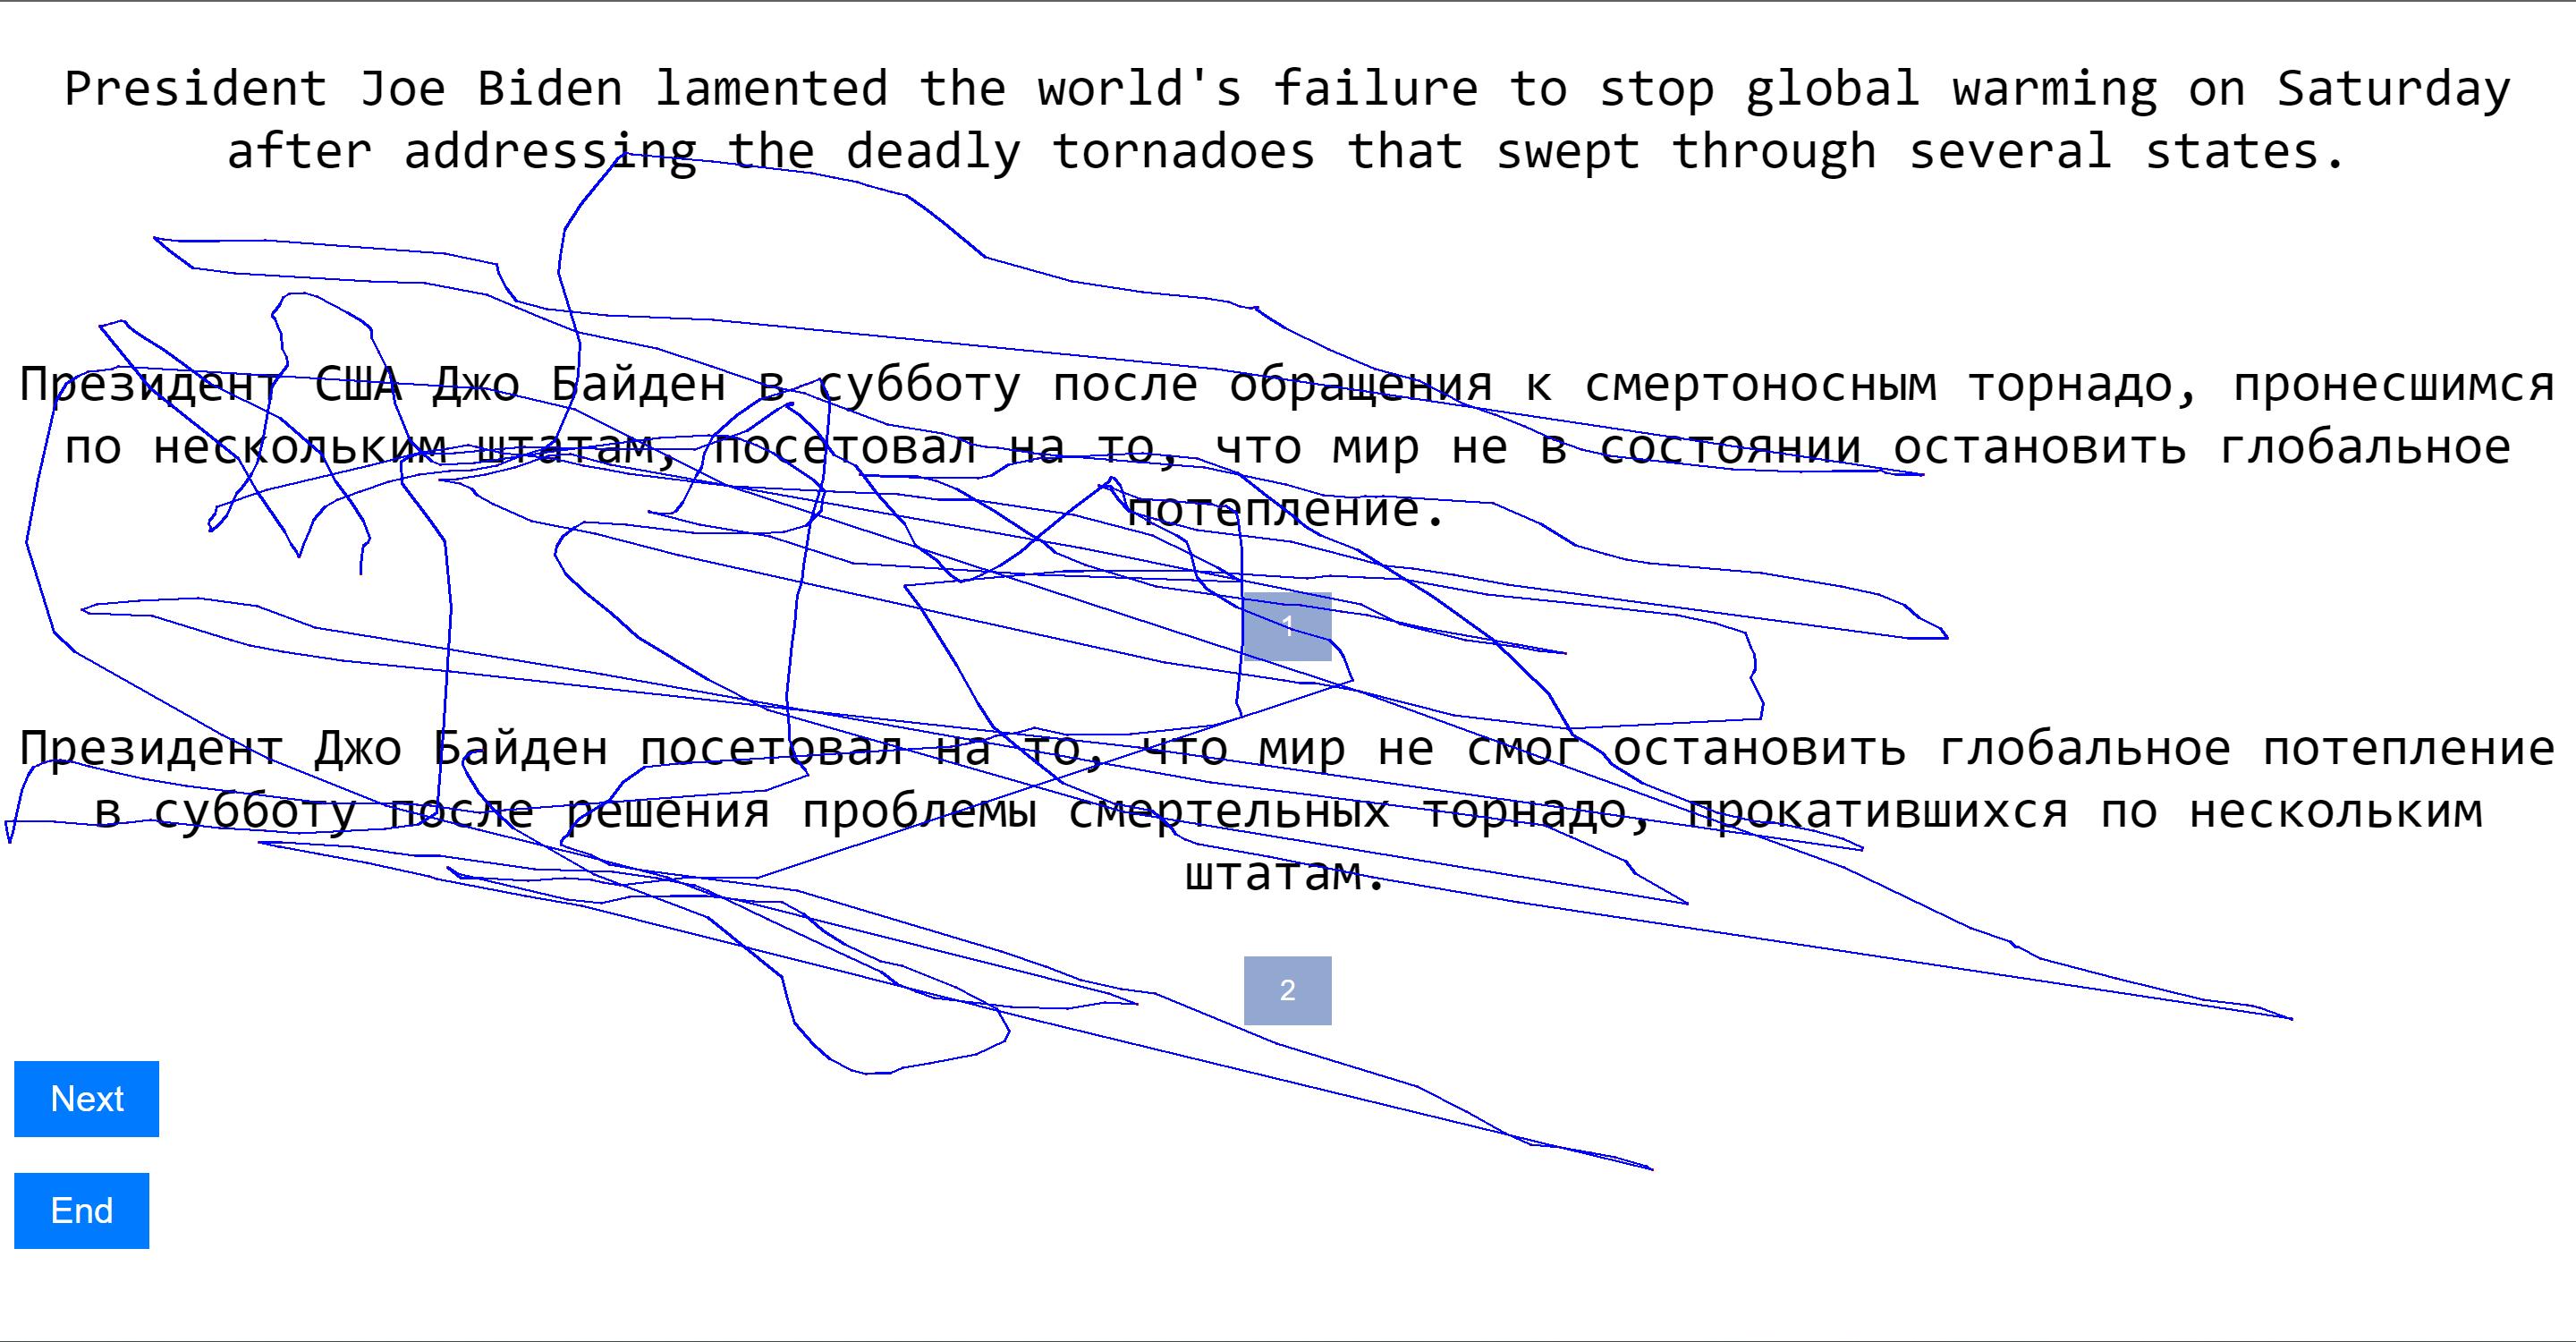 President Joe Biden lamented the world's failure to stop global warming on Saturday
after addressing the deadly tornadoes that swept through several states.
Президент США Джо Байден в субботу после обращения к смертоносным торнадо, пронесшимся
по нескольким штатам, посетовал на то, что мир не в состоянии остановить глобальное
потепление.
1
Президент Джо Байден посетовал на то, что мир не смог остановить глобальное потепление
в субботу после решения проблемы смертельных торнадо, прокатившихся по нескольким
штатам.
2
Next
End